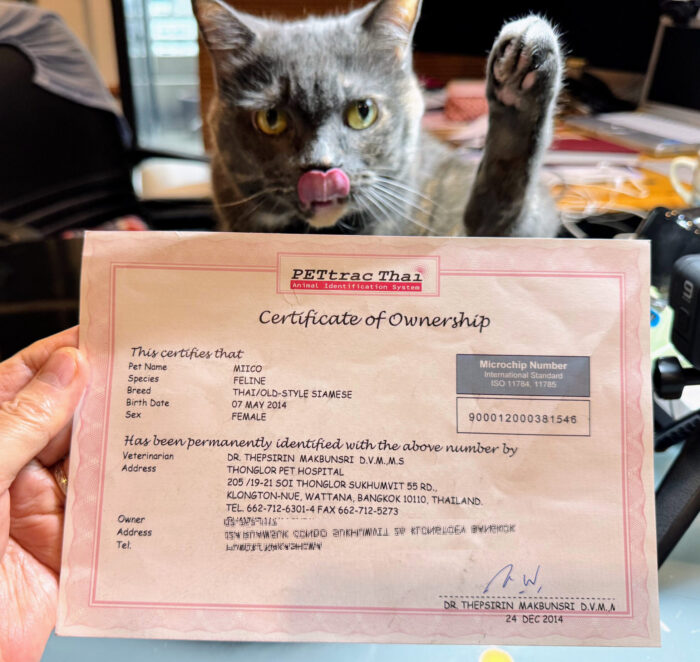 PETtrac Thai
Animal Identification System
Certificate of Ownership
This certifies that
Pet Name MIICO
Species FELINE
Breed THAI/OLD-STYLE SIAMESE
Birth Date 07 MAY 2014
Sex FEMALE
Microchip Number
International Standard
ISO 11784, 11785
900012000381546
Has been permanently identified with the above number by
Veterinarian DR. THEPSIRIN MAKBUNSRI D.V.M.,M.S
Address THONGLOR PET HOSPITAL
205 /19-21 SOI THONGLOR SUKHUMVIT 55 RD.,
KLONGTON-NUE, WATTANA, BANGKOK 10110, THAILAND.
TEL. 662-712-6301-4 FAX 662-712-5273
Owner
Address
Tel.
DR. THEPSIRIN MAKBUNSRI D.V.M.,M
24 DEC 2014